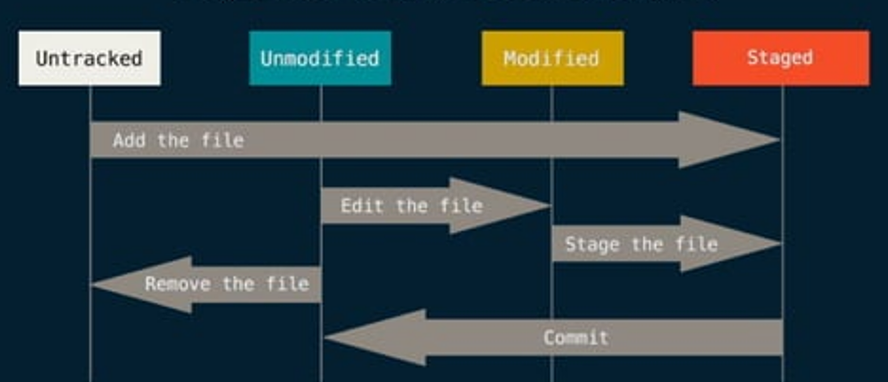 Untracked
Unmodified
Modified
Staged
Add the file
Edit the file
Stage the file
Remove the file
Commit